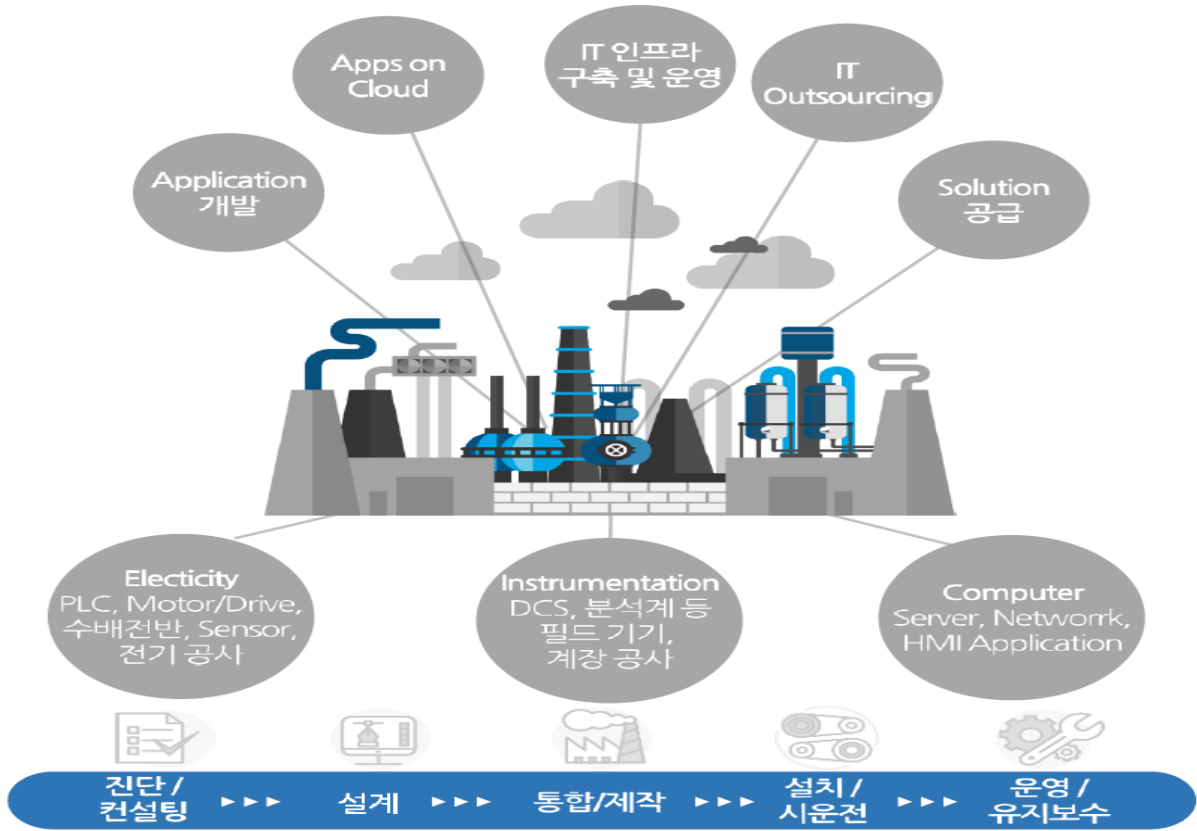 Apps on
Cloud
IT 인프라
구축 및 운영
IT
Outsourcing
Application
개발
Solution
공급
Electicity
PLC, Motor/Drive,
수배전반, Sensor,
전기 공사
Instrumentation
DCS, 분석계 등
필드 기기,
계장 공사
Computer
Server, Networrk,
HMI Application
진단 /
컨설팅
설계
통합/제작
설치 /
시운전
운영 /
유지보수